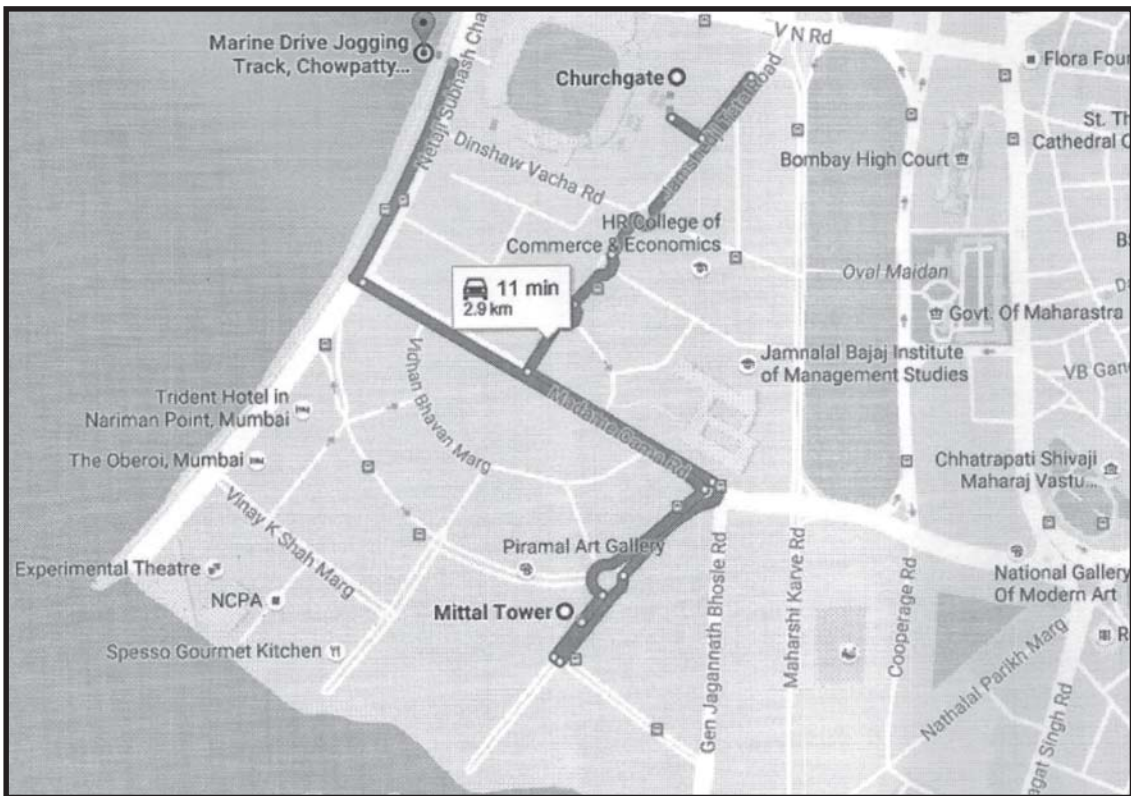 V N Rd
Marine Drive Jogging
Track, Chowpatty...
Netaji Subhash Cha
Churchgate
Flora Four
St. Th
Cathedral C
Jamshedji Tata Road
Dinshaw Vacha Rd
Bombay High Court
HR College of
Commerce & Economics
Oval Maidan
11 min
2.9 km
Govt. Of Maharastra
Jamnalal Bajaj Institute
of Management Studies
VB Gan
Trident Hotel in
Nariman Point, Mumbai
Vidhan Bhavan Marg
Madame Cama Rd
The Oberoi, Mumbai
Chhatrapati Shivaji
Maharaj Vastu...
Vinay K Shah Marg
Piramal Art Gallery
Experimental Theatre
NCPA
Mittal Tower
National Gallery
Of Modern Art
Spesso Gourmet Kitchen
Gen Jagannath Bhosle Rd
Maharshi Karve Rd
Cooperage Rd
Nathalal Parikh Marg
R
agat Singh Rd